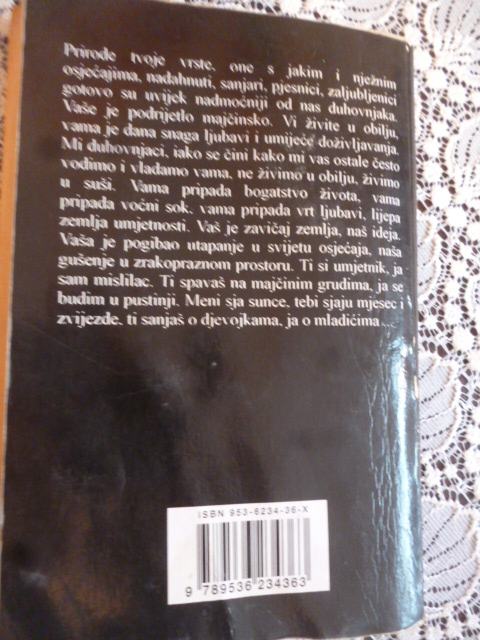 Prirode tvoje vrste, one s jakim i nježnim
osjećajima, nadahnuti, sanjari, pjesnici, zaljubljenici
gotovo su uvijek nadmoćniji od nas duhovnjaka.
Vaše je podrijetlo majčinsko. Vi živite u obilju,
vama je dana snaga ljubavi i umijeće doživljavanja.
Mi duhovnjaci, iako se čini kako mi vas ostale često
vodimo i vladamo vama, ne živimo u obilju, živimo
u suši. Vama pripada bogatstvo života, vama
pripada voćni sok, vama pripada vrt ljubavi, lijepa
zemlja umjetnosti. Vaš je zavičaj zemlja, naš ideja.
Vaša je pogibao utapanje u svijetu osjećaja, naša
gušenje u zrakopraznom prostoru. Ti si umjetnik, ja
sam mislilac. Ti spavaš na majčinim grudima, ja se
budim u pustinji. Meni sja sunce, tebi sjaju mjesec i
zvijezde, ti sanjaš o djevojkama, ja o mladićima...
ISBN 953-6234-36-X
9 789536 234363